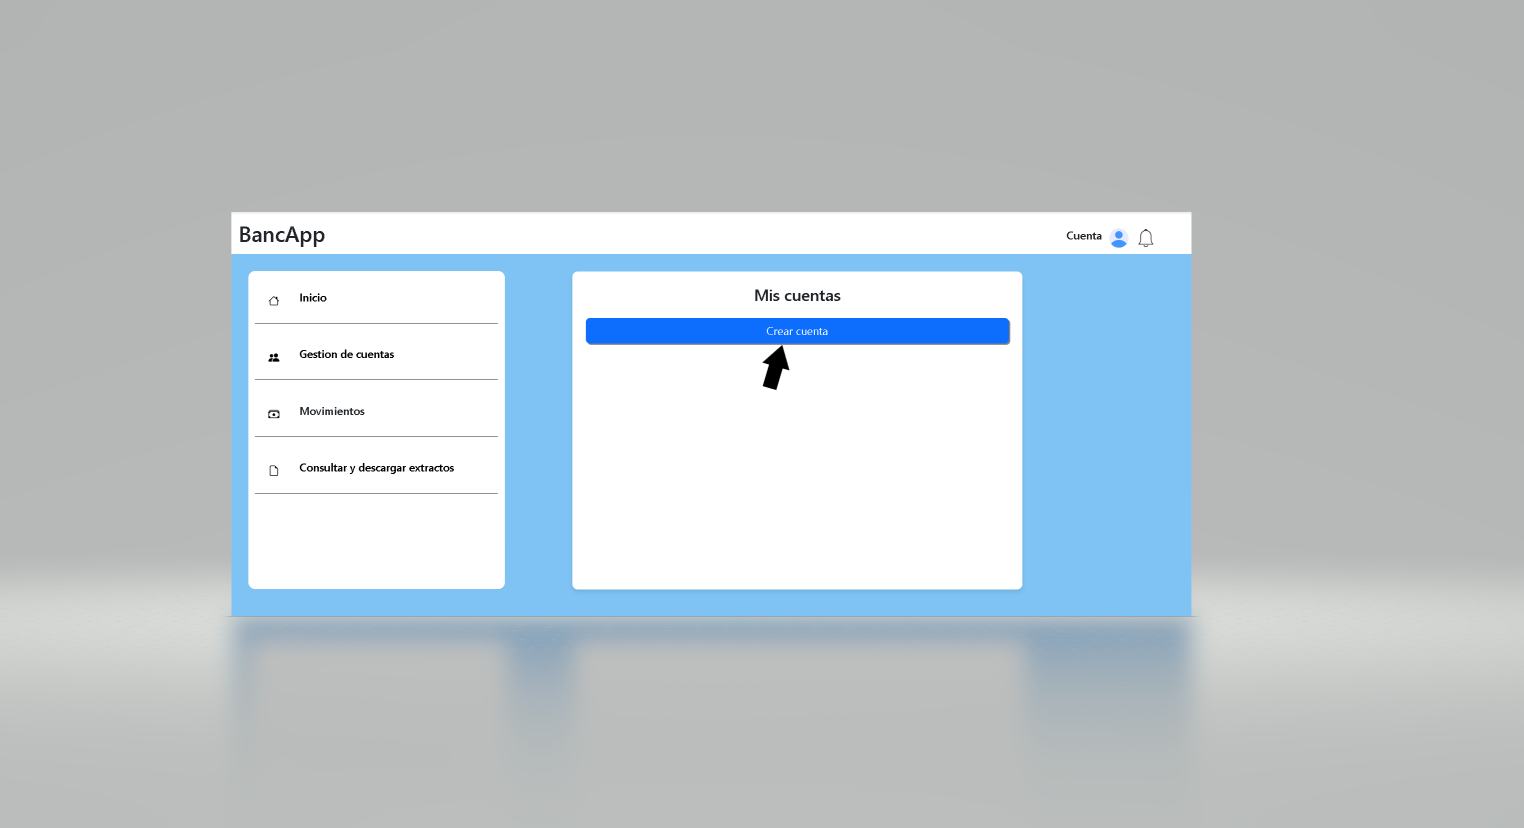 BancApp
Cuenta
Inicio
Gestion de cuentas
Movimientos
Consultar y descargar extractos
Mis cuentas
Crear cuenta